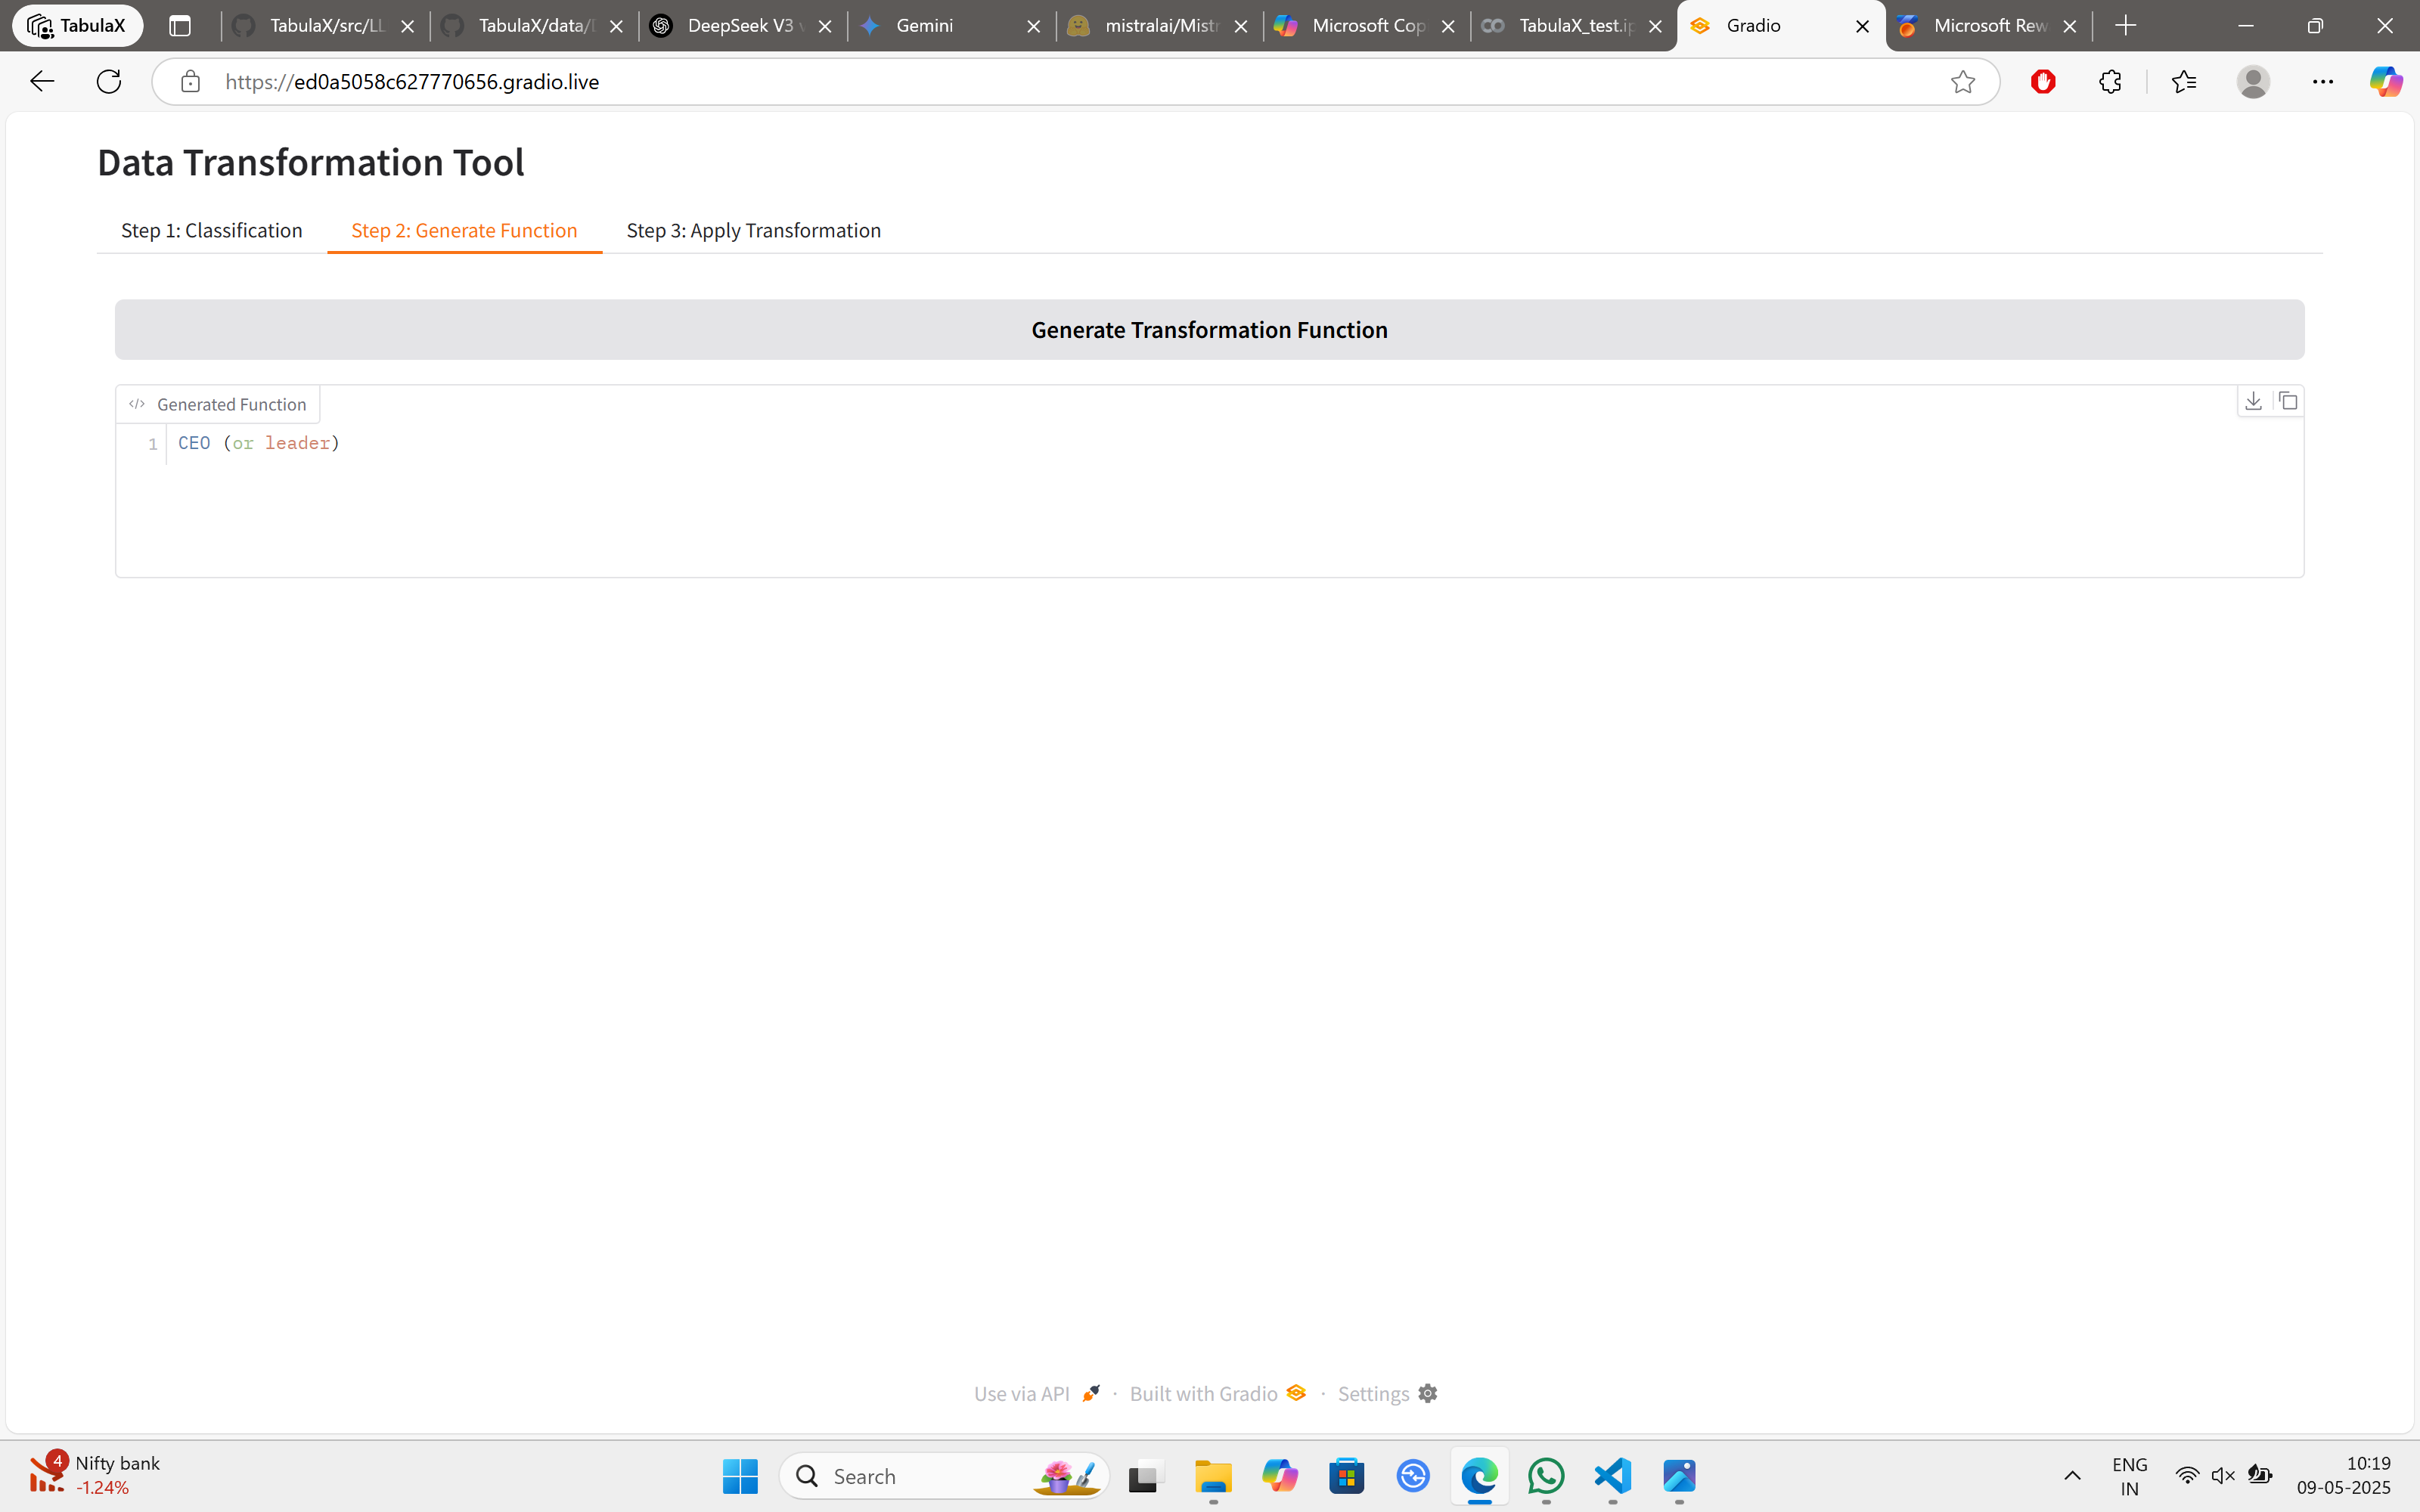 TabulaX
TabulaX/src/LL
TabulaX/data/
DeepSeek V3
Gemini
mistralai/Mistr
Microsoft Cop
TabulaX_test.ip
Gradio
Microsoft Rew
https://ed0a5058c627770656.gradio.live
Data Transformation Tool
Step 1: Classification
Step 2: Generate Function
Step 3: Apply Transformation
Generate Transformation Function
Generated Function
1 CEO (or leader)
Use via API · Built with Gradio · Settings
4
Nifty bank
-1.24%
Search
ENG
IN
10:19
09-05-2025